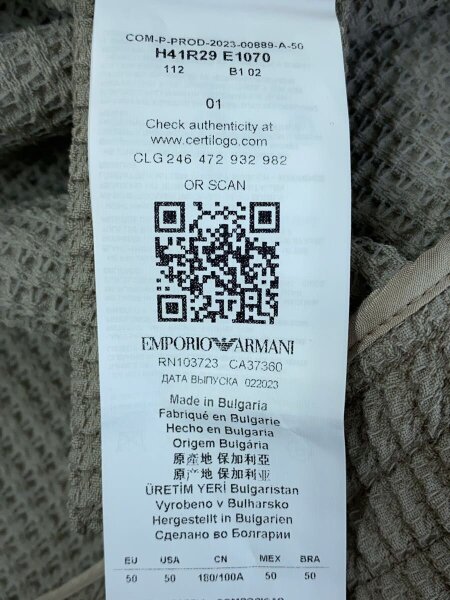 COM-P-PROD-2023-00889-A-50
H41R29 E1070
112 B1 02
01
Check authenticity at
www.certilogo.com
CLG 246 472 932 982
OR SCAN
EMPORIO ARMANI
RN103723 CA37360
ДАТА ВЫПУСКА 022023
Made in Bulgaria
Fabriqué en Bulgarie
Hecho en Bulgaria
Origem Bulgária
原產地 保加利亞
原产地 保加利亚
ÜRETİM YERİ Bulgaristan
Vyrobeno v Bulharsko
Hergestellt in Bulgarien
Сделано во Болгарии
EU USA CN MEX BRA
50 50 180/100A 50 50